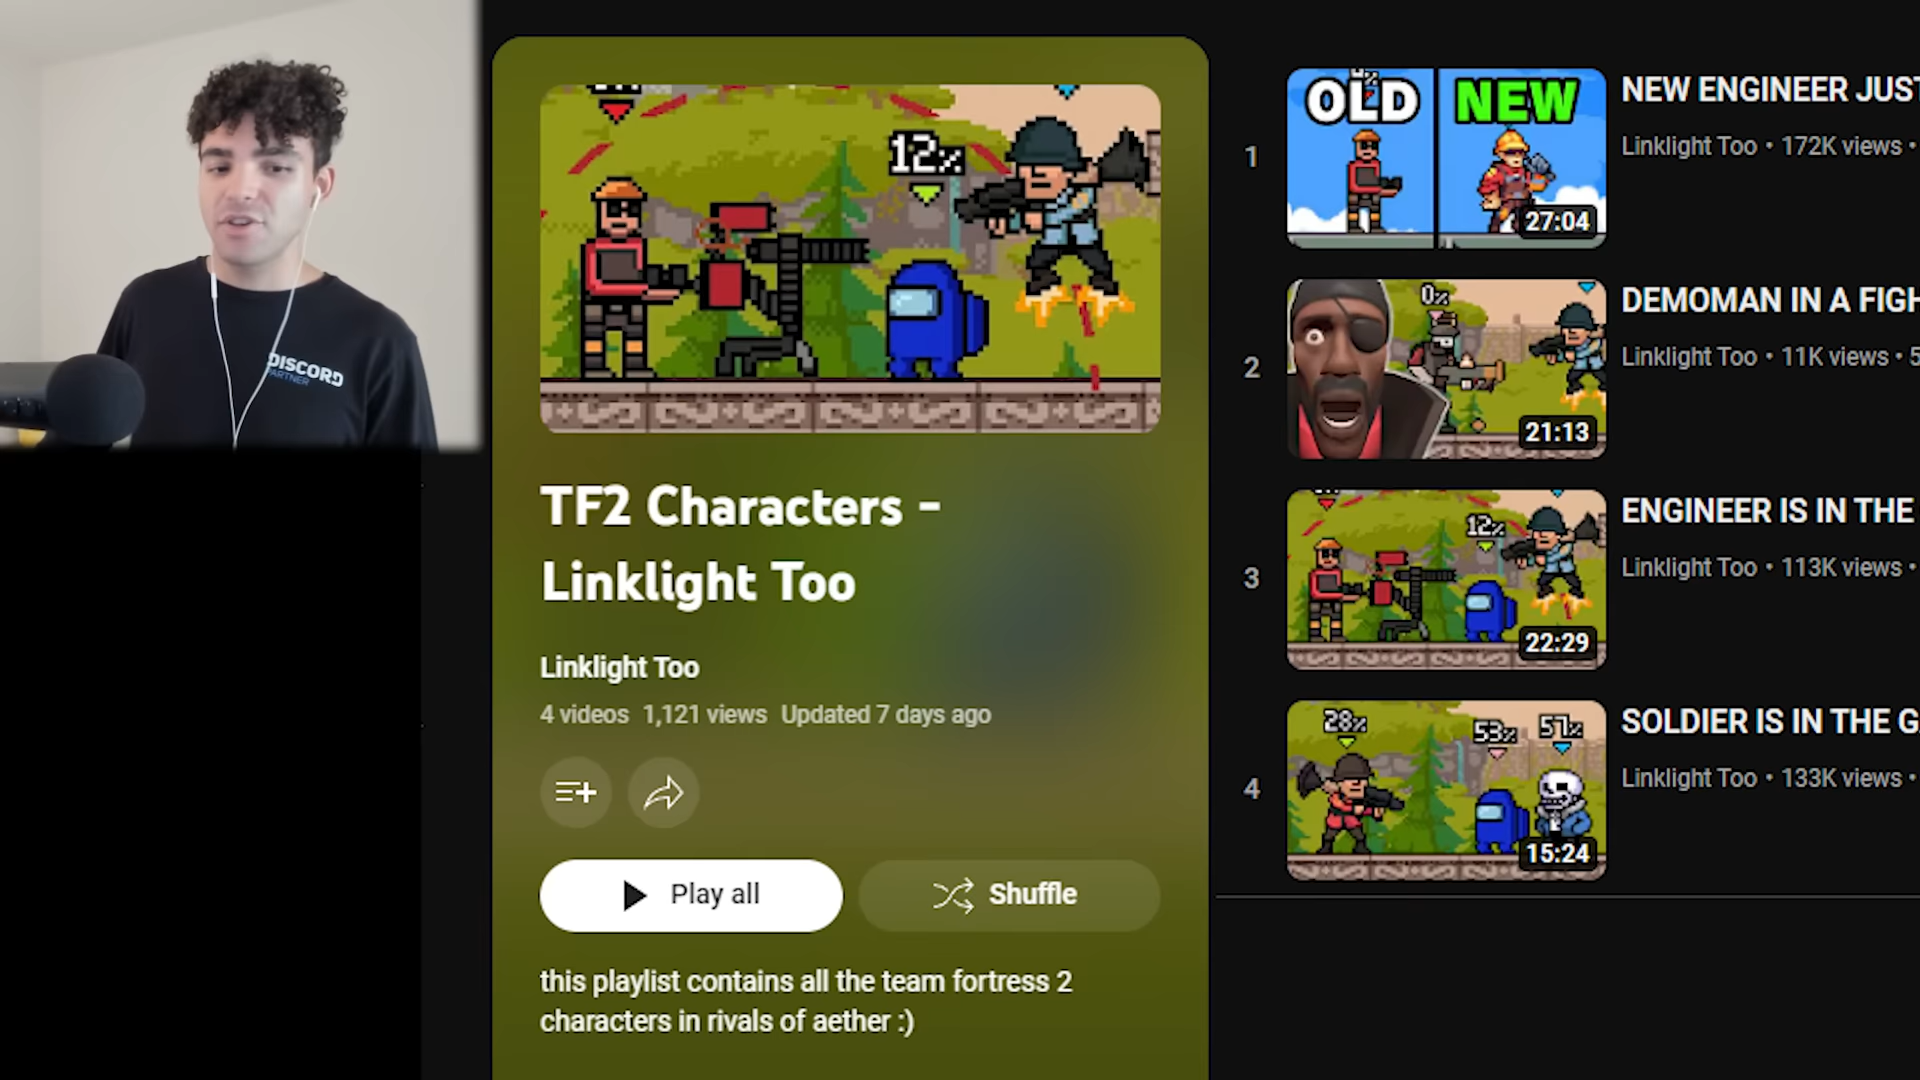 DISCORD
PARTNER
12%
TF2 Characters -
Linklight Too
Linklight Too
4 videos 1,121 views Updated 7 days ago
Play all
Shuffle
this playlist contains all the team fortress 2
characters in rivals of aether :)
1
OLD
NEW
27:04
NEW ENGINEER JUST
Linklight Too • 172K views •
2
0%
21:13
DEMOMAN IN A FIGH
Linklight Too • 11K views • 5
3
12%
22:29
ENGINEER IS IN THE
Linklight Too • 113K views •
4
28%
53%
57%
15:24
SOLDIER IS IN THE G
Linklight Too • 133K views •